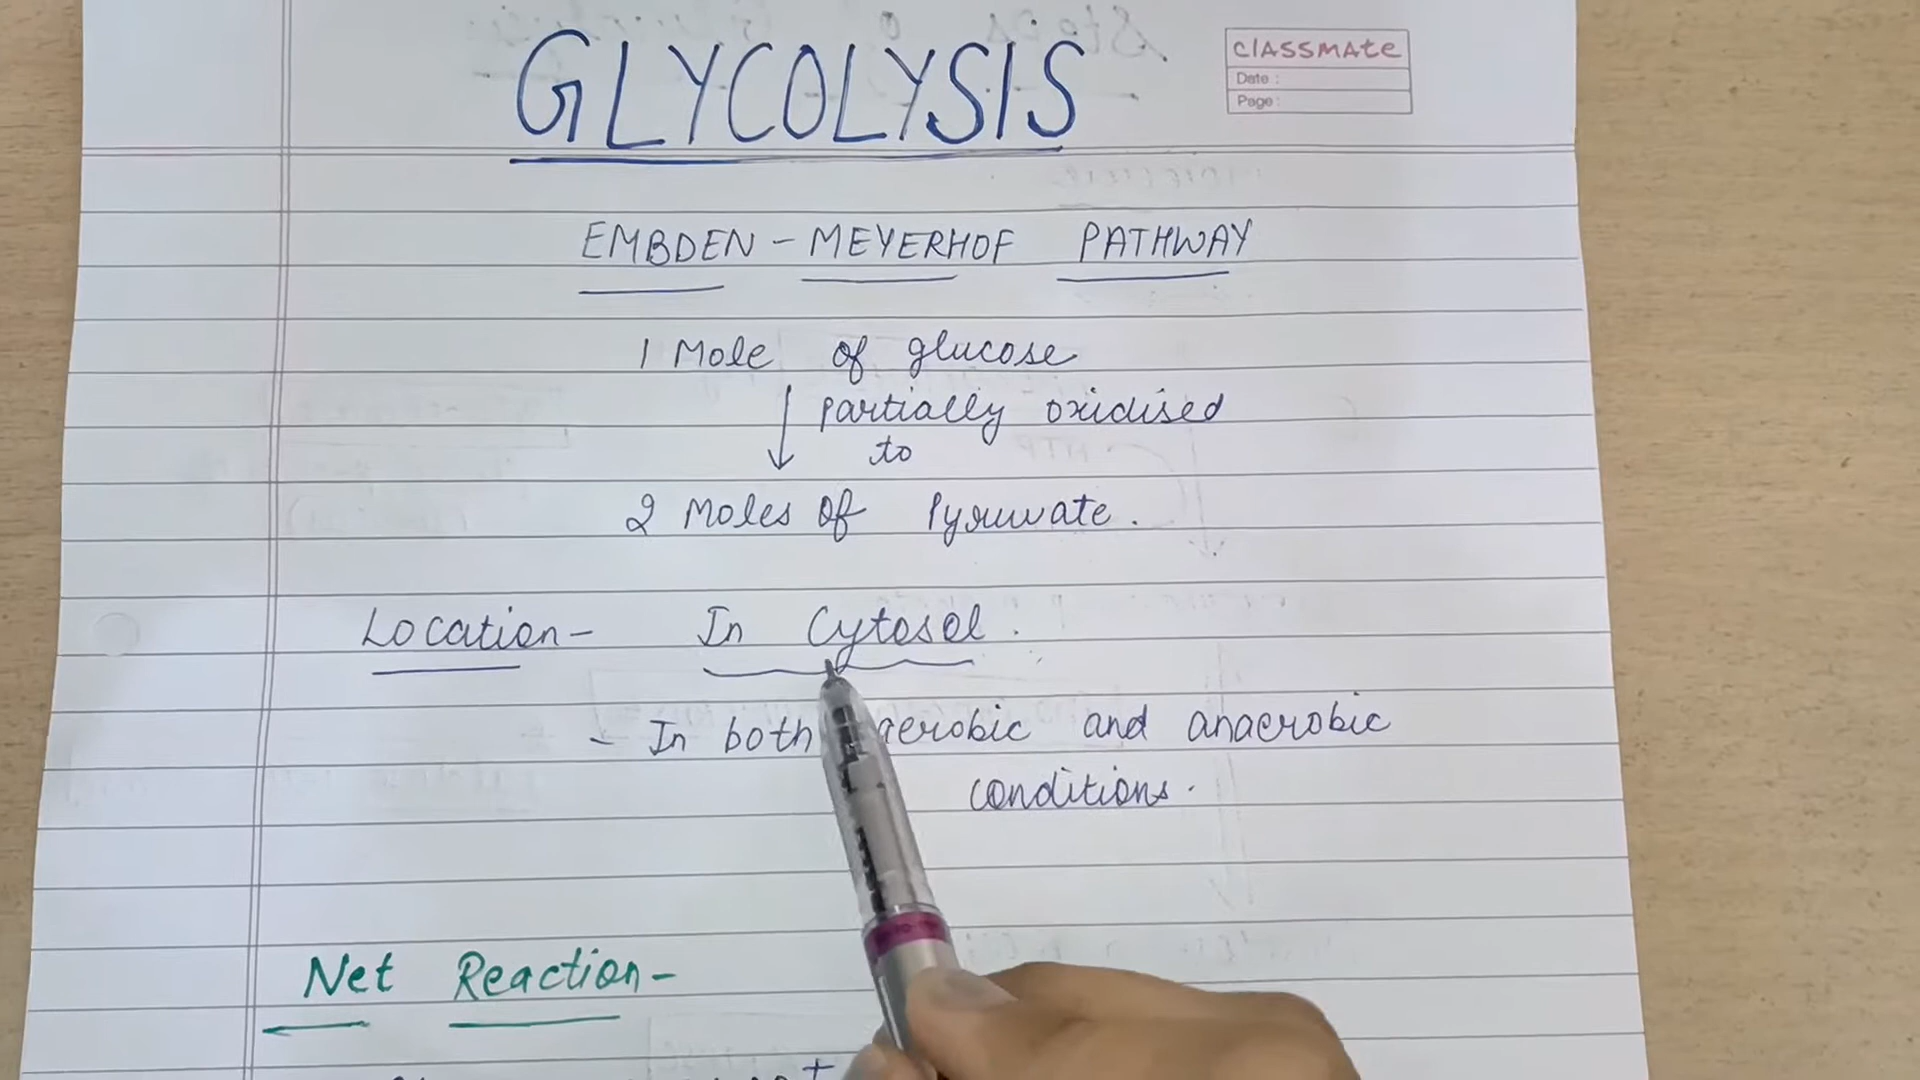 GLYCOLYSIS
CLASSMATE
Date :
Page :
EMBDEN - MEYERHOF PATHWAY
1 Mole of glucose
partially oxidised
to
2 Moles of Pyruvate.
Location - In Cytosol.
- In both aerobic and anaerobic
conditions.
Net Reaction -